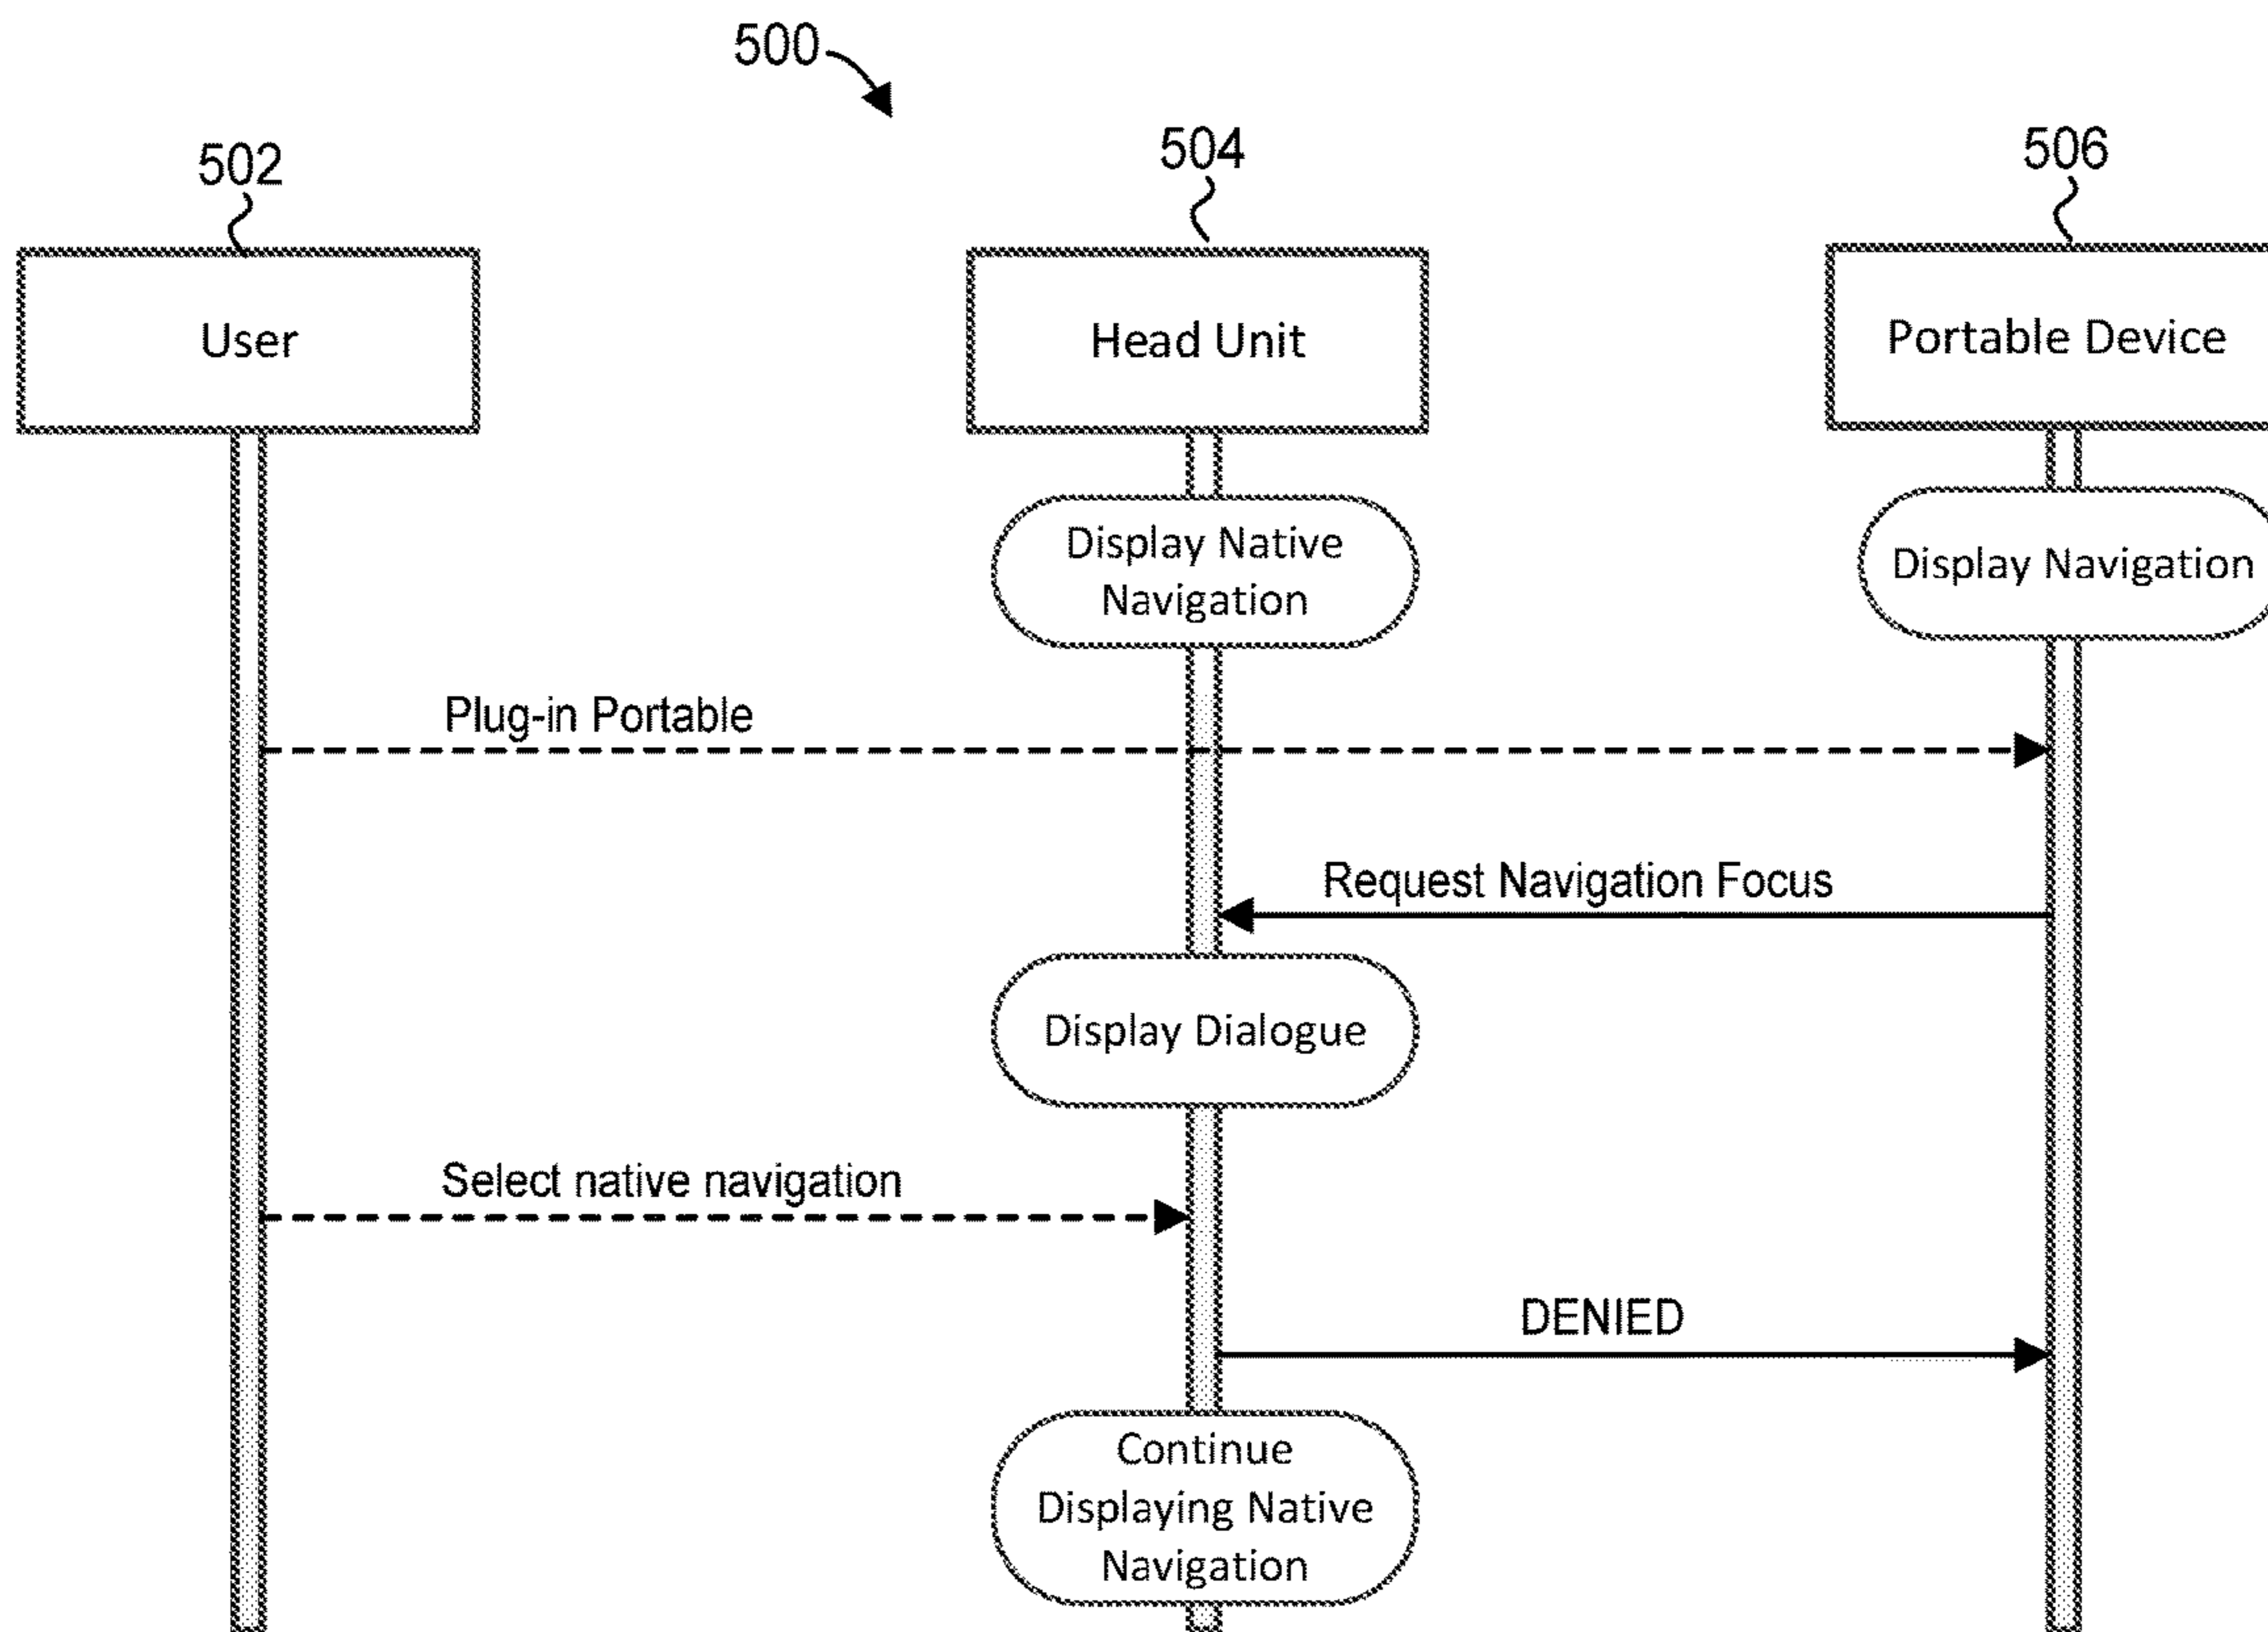 500
502
504
506
User
Head Unit
Portable Device
Display Native
Navigation
Display Navigation
Plug-in Portable
Request Navigation Focus
Display Dialogue
Select native navigation
DENIED
Continue
Displaying Native
Navigation